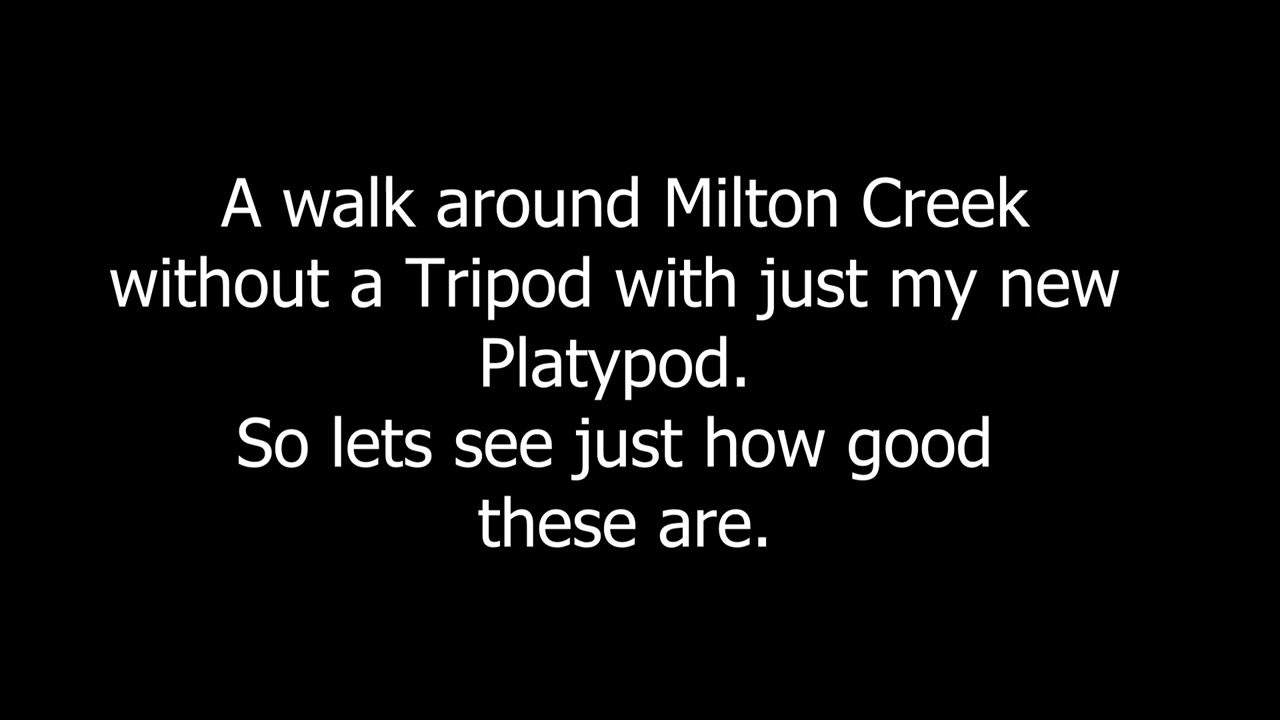 A walk around Milton Creek
without a Tripod with just my new
Platypod.
So lets see just how good
these are.